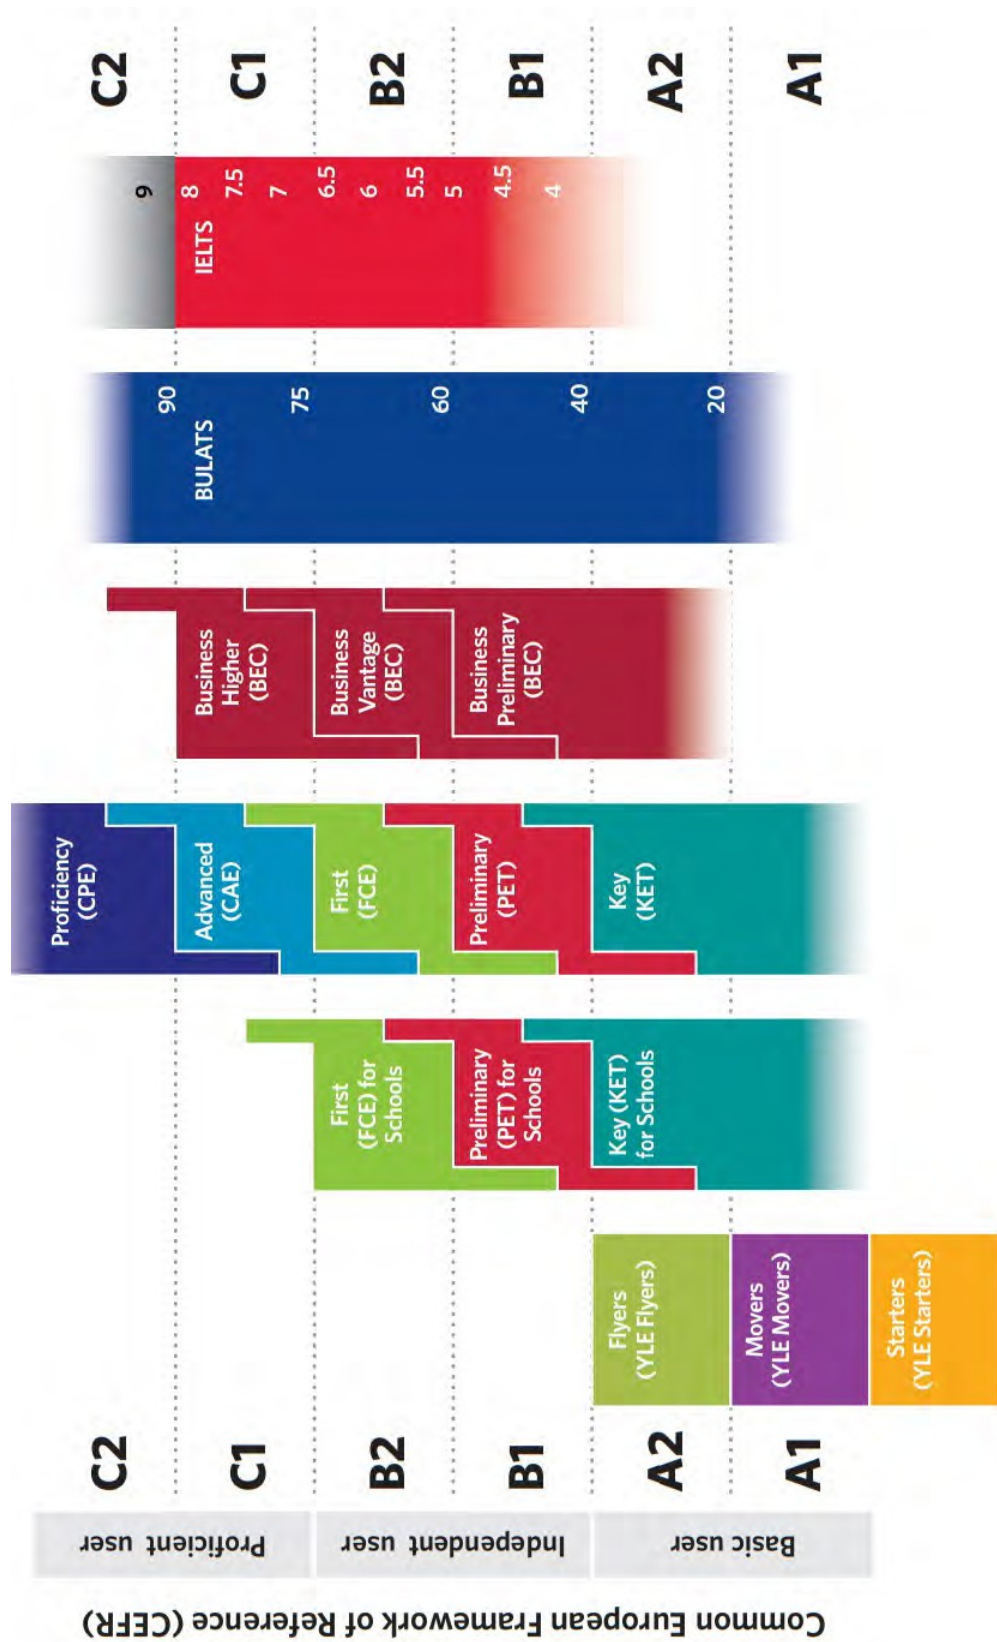 Common European Framework of Reference (CEFR)
Proficient user
Independent user
Basic user
C2
C1
B2
B1
A2
A1
Flyers
(YLE Flyers)
Movers
(YLE Movers)
Starters
(YLE Starters)
First
(FCE) for
Schools
Preliminary
(PET) for
Schools
Key (KET)
for Schools
Proficiency
(CPE)
Advanced
(CAE)
First
(FCE)
Preliminary
(PET)
Key
(KET)
Business
Higher
(BEC)
Business
Vantage
(BEC)
Business
Preliminary
(BEC)
BULATS
90
75
60
40
20
IELTS
9
8
7.5
7
6.5
6
5.5
5
4.5
4
C2
C1
B2
B1
A2
A1